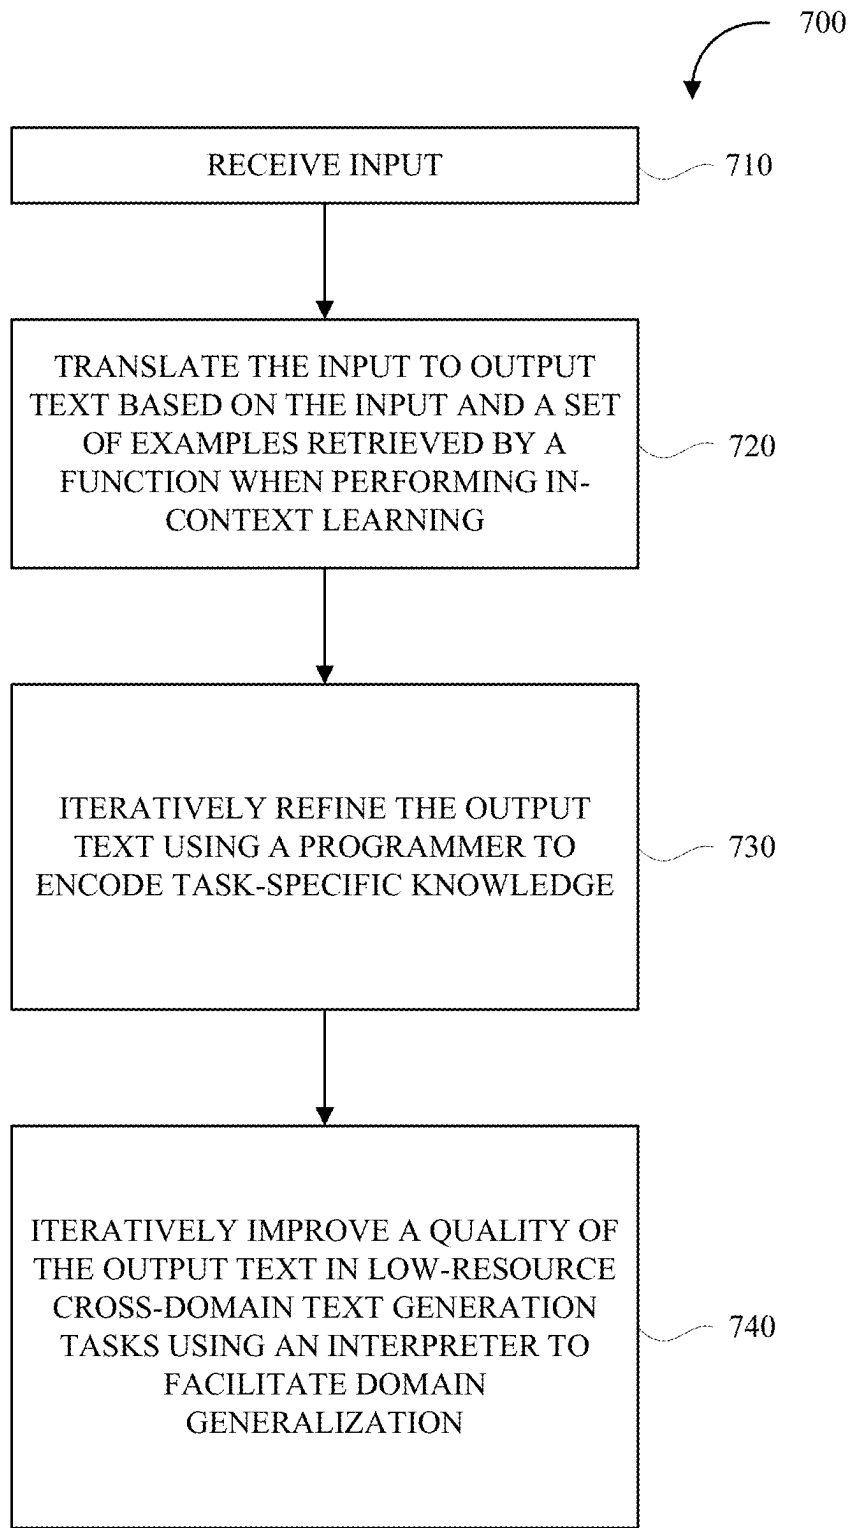 700
RECEIVE INPUT
710
TRANSLATE THE INPUT TO OUTPUT
TEXT BASED ON THE INPUT AND A SET
OF EXAMPLES RETRIEVED BY A
FUNCTION WHEN PERFORMING IN-
CONTEXT LEARNING
720
ITERATIVELY REFINE THE OUTPUT
TEXT USING A PROGRAMMER TO
ENCODE TASK-SPECIFIC KNOWLEDGE
730
ITERATIVELY IMPROVE A QUALITY OF
THE OUTPUT TEXT IN LOW-RESOURCE
CROSS-DOMAIN TEXT GENERATION
TASKS USING AN INTERPRETER TO
FACILITATE DOMAIN
GENERALIZATION
740